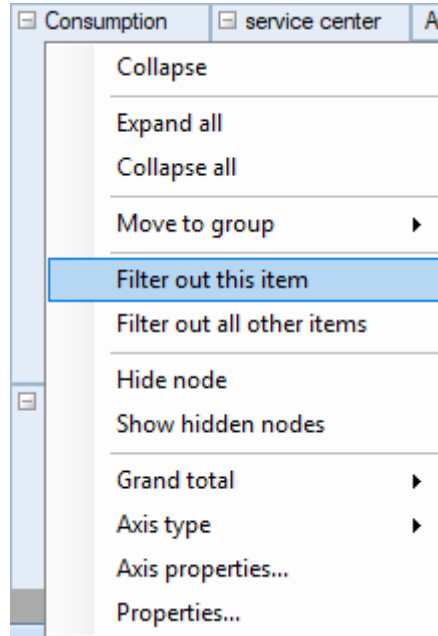 Consumption service center A
Collapse
Expand all
Collapse all
Move to group
Filter out this item
Filter out all other items
Hide node
Show hidden nodes
Grand total
Axis type
Axis properties...
Properties...